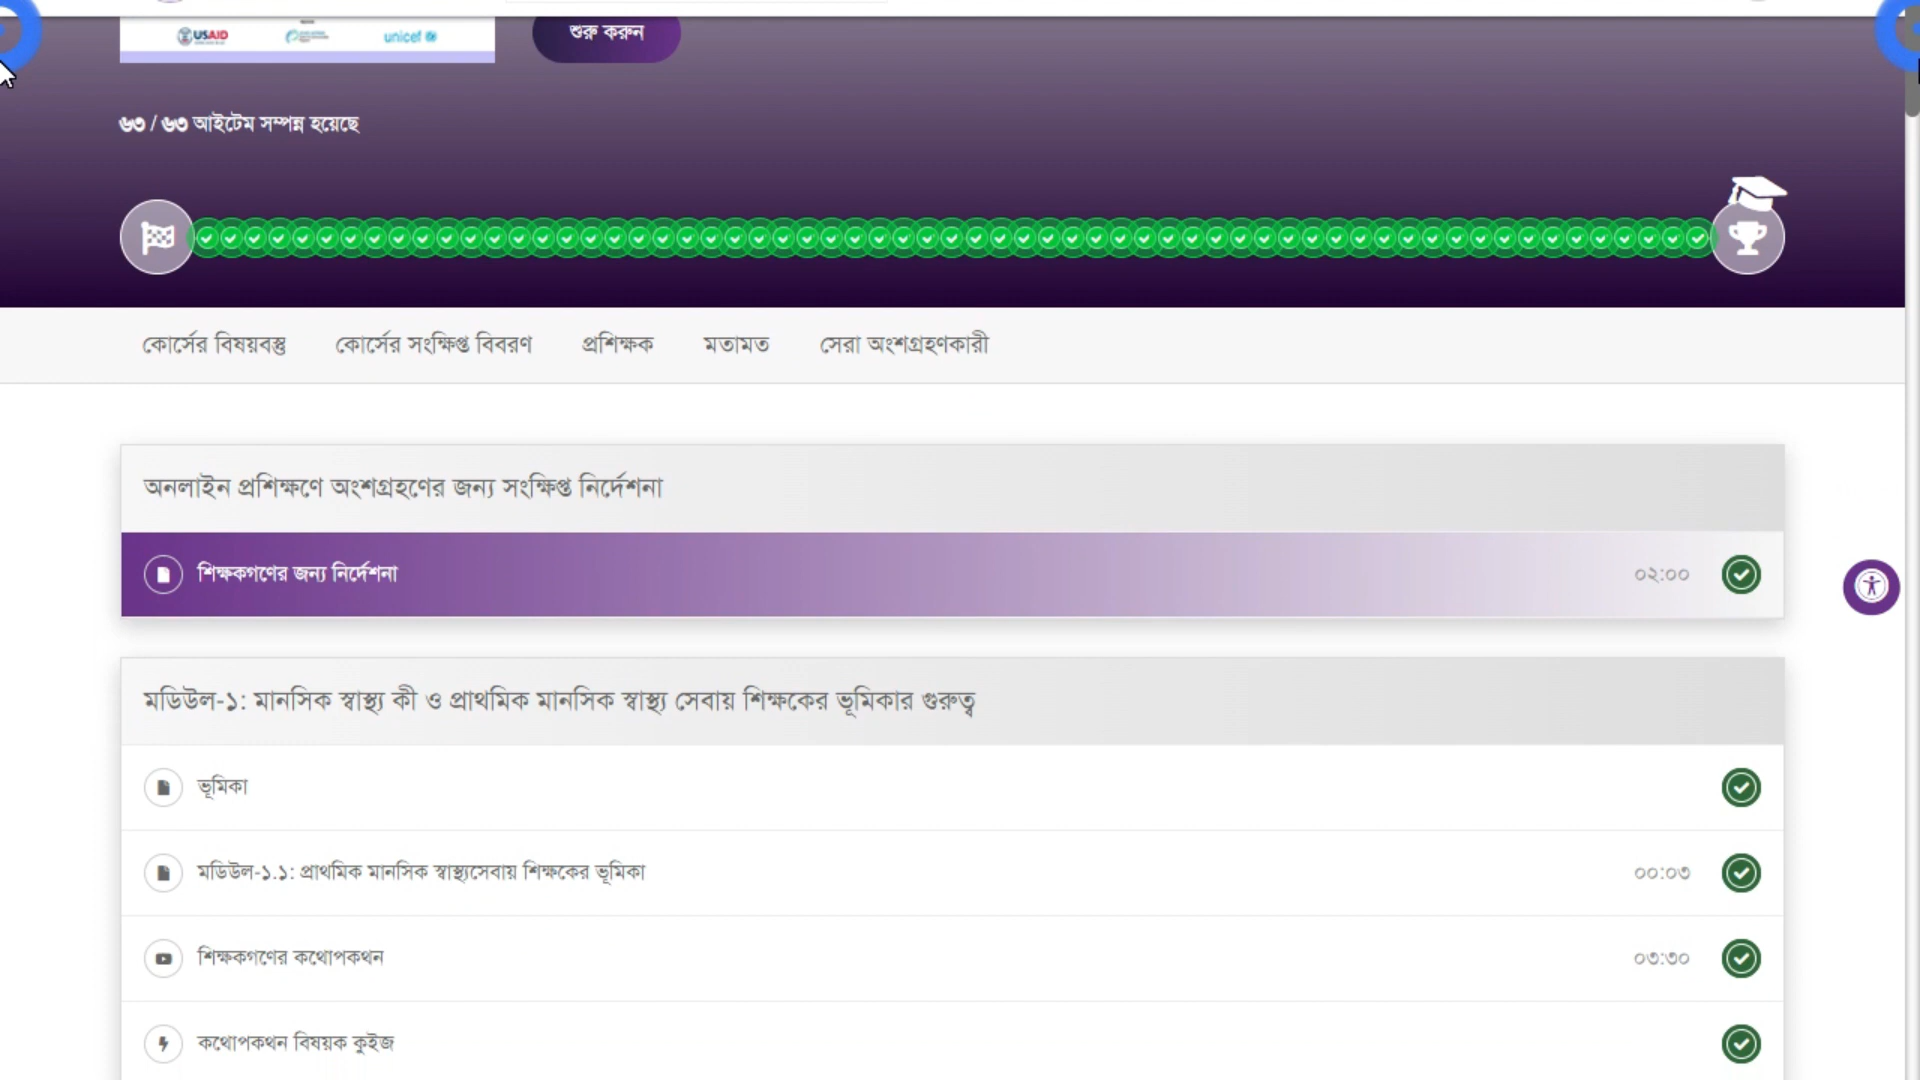 USAID
unicef
শুরু করুন
৬৩ / ৬৩ আইটেম সম্পন্ন হয়েছে
কোর্সের বিষয়বস্তু
কোর্সের সংক্ষিপ্ত বিবরণ
প্রশিক্ষক
মতামত
সেরা অংশগ্রহণকারী
অনলাইন প্রশিক্ষণে অংশগ্রহণের জন্য সংক্ষিপ্ত নির্দেশনা
শিক্ষকগণের জন্য নির্দেশনা ০২:০০
মডিউল-১: মানসিক স্বাস্থ্য কী ও প্রাথমিক মানসিক স্বাস্থ্য সেবায় শিক্ষকের ভূমিকার গুরুত্ব
ভূমিকা
মডিউল-১.১: প্রাথমিক মানসিক স্বাস্থ্যসেবায় শিক্ষকের ভূমিকা ০০:০৩
শিক্ষকগণের কথোপকথন ০৩:৩০
কথোপকথন বিষয়ক কুইজ